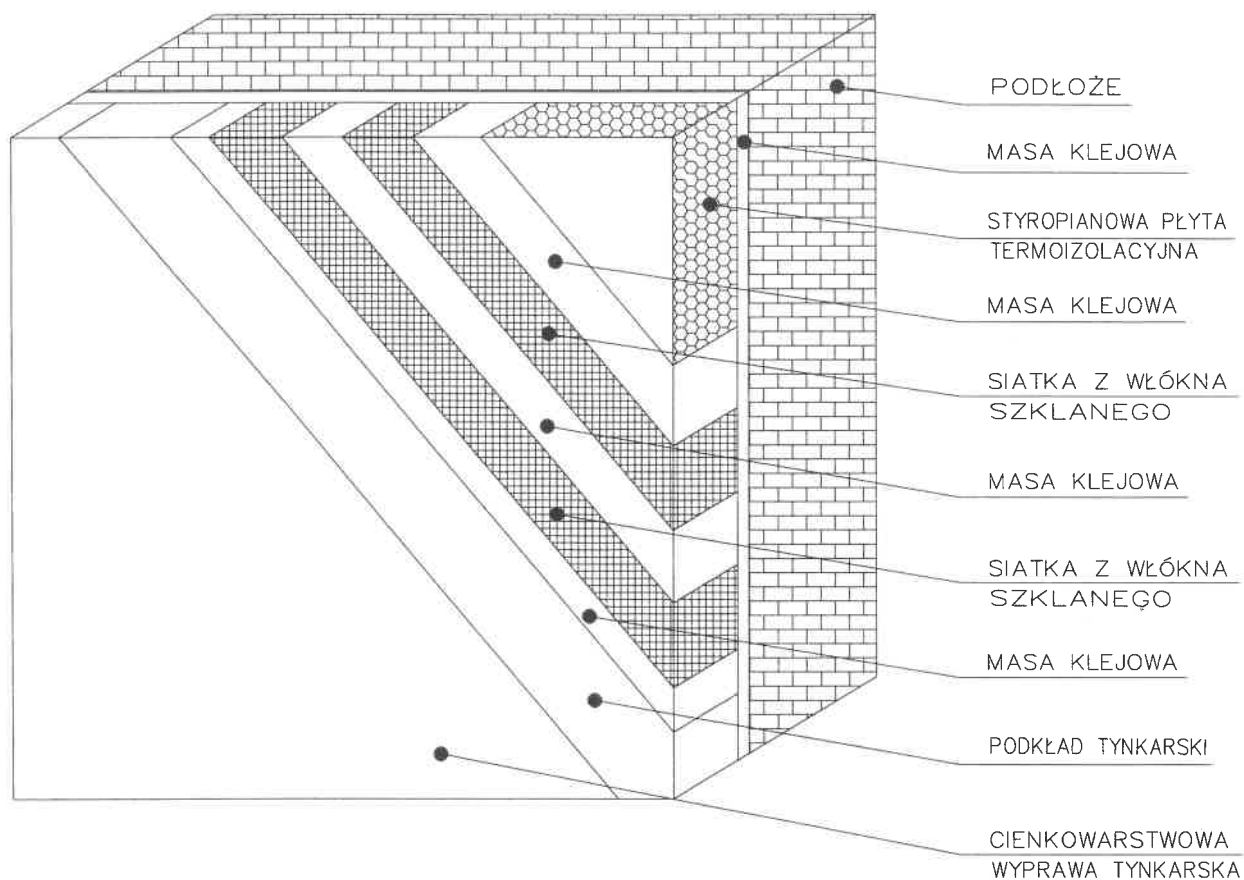 PODŁOŻE
MASA KLEJOWA
STYROPIANOWA PŁYTA
TERMOIZOLACYJNA
MASA KLEJOWA
SIATKA Z WŁÓKNA
SZKLANEGO
MASA KLEJOWA
SIATKA Z WŁÓKNA
SZKLANEGO
MASA KLEJOWA
PODKŁAD TYNKARSKI
CIENKOWARSTWOWA
WYPRAWA TYNKARSKA